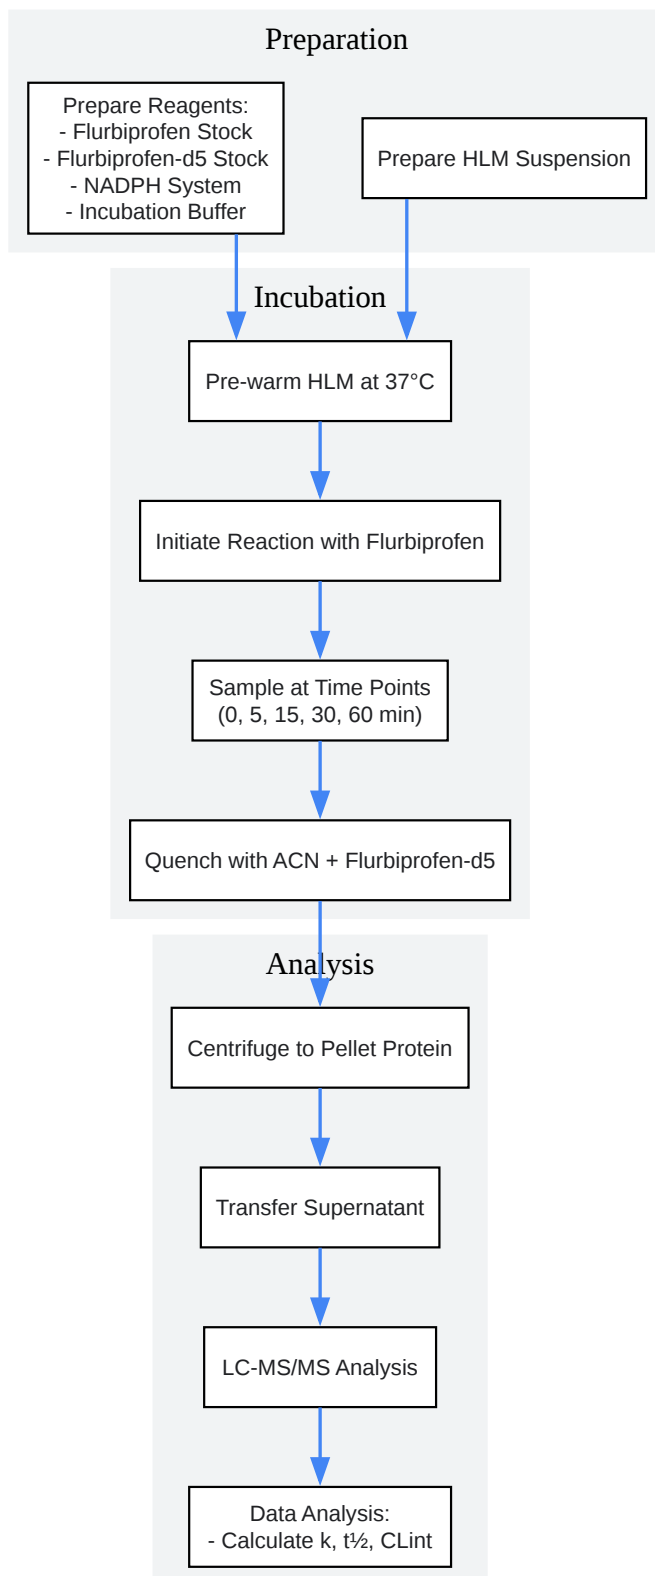 Preparation
Prepare Reagents:
- Flurbiprofen Stock
- Flurbiprofen-d5 Stock
- NADPH System
- Incubation Buffer
Prepare HLM Suspension
Incubation
Pre-warm HLM at 37°C
Initiate Reaction with Flurbiprofen
Sample at Time Points
(0, 5, 15, 30, 60 min)
Quench with ACN + Flurbiprofen-d5
Analysis
Centrifuge to Pellet Protein
Transfer Supernatant
LC-MS/MS Analysis
Data Analysis:
- Calculate k, t½, CLint